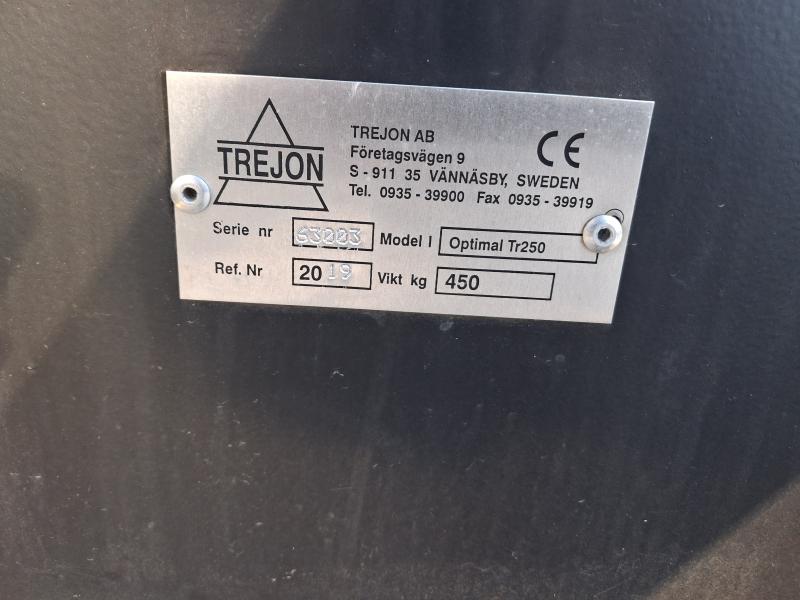 TREJON
TREJON AB
Företagsvägen 9
S - 911 35 VÄNNÄSBY, SWEDEN
Tel. 0935 - 39900 Fax 0935 - 39919
CE
Serie nr 63003 Model I Optimal Tr250
Ref. Nr 2019 Vikt kg 450